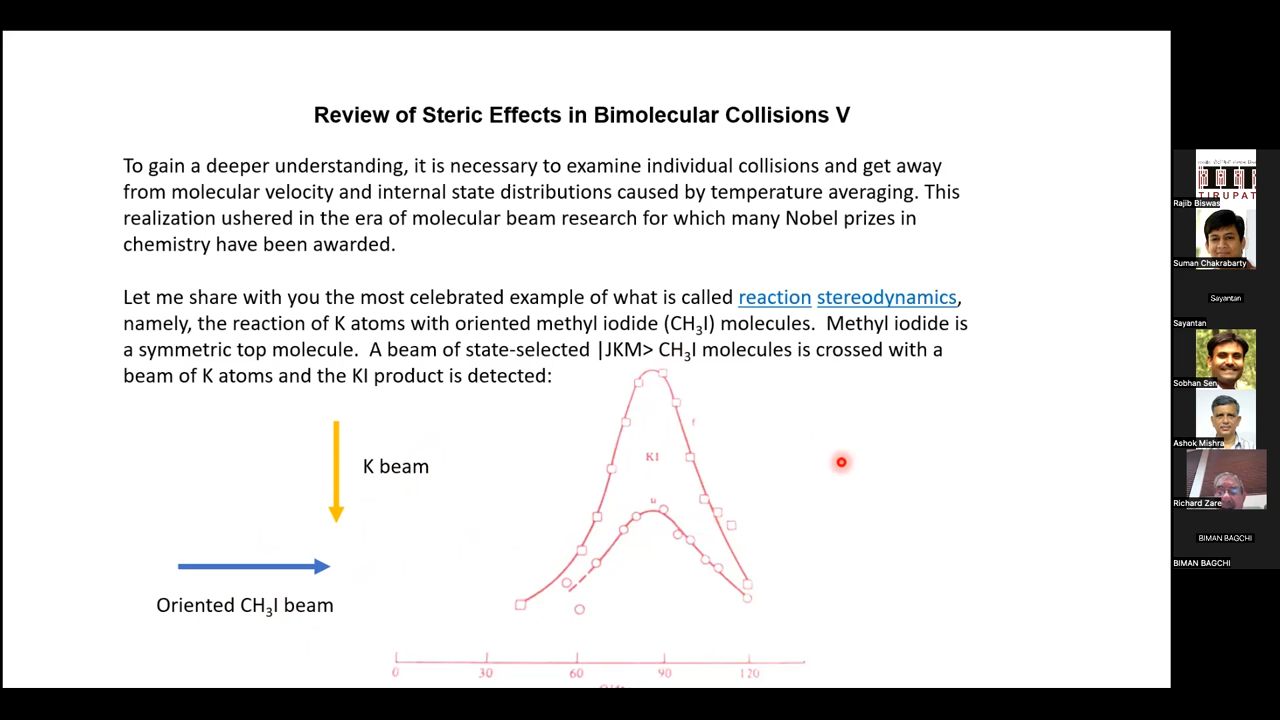 Review of Steric Effects in Bimolecular Collisions V
To gain a deeper understanding, it is necessary to examine individual collisions and get away
from molecular velocity and internal state distributions caused by temperature averaging. This
realization ushered in the era of molecular beam research for which many Nobel prizes in
chemistry have been awarded.
Let me share with you the most celebrated example of what is called reaction stereodynamics,
namely, the reaction of K atoms with oriented methyl iodide (CH₃I) molecules. Methyl iodide is
a symmetric top molecule. A beam of state-selected |JKM> CH₃I molecules is crossed with a
beam of K atoms and the KI product is detected:
K beam
Oriented CH₃I beam
f
KI
u
0 30 60 90 120
TIRUPAT
Rajib Biswas
Suman Chakrabarty
Sayantan
Sayantan
Sobhan Sen
Ashok Mishra
Richard Zare
BIMAN BAGCHI
BIMAN BAGCHI